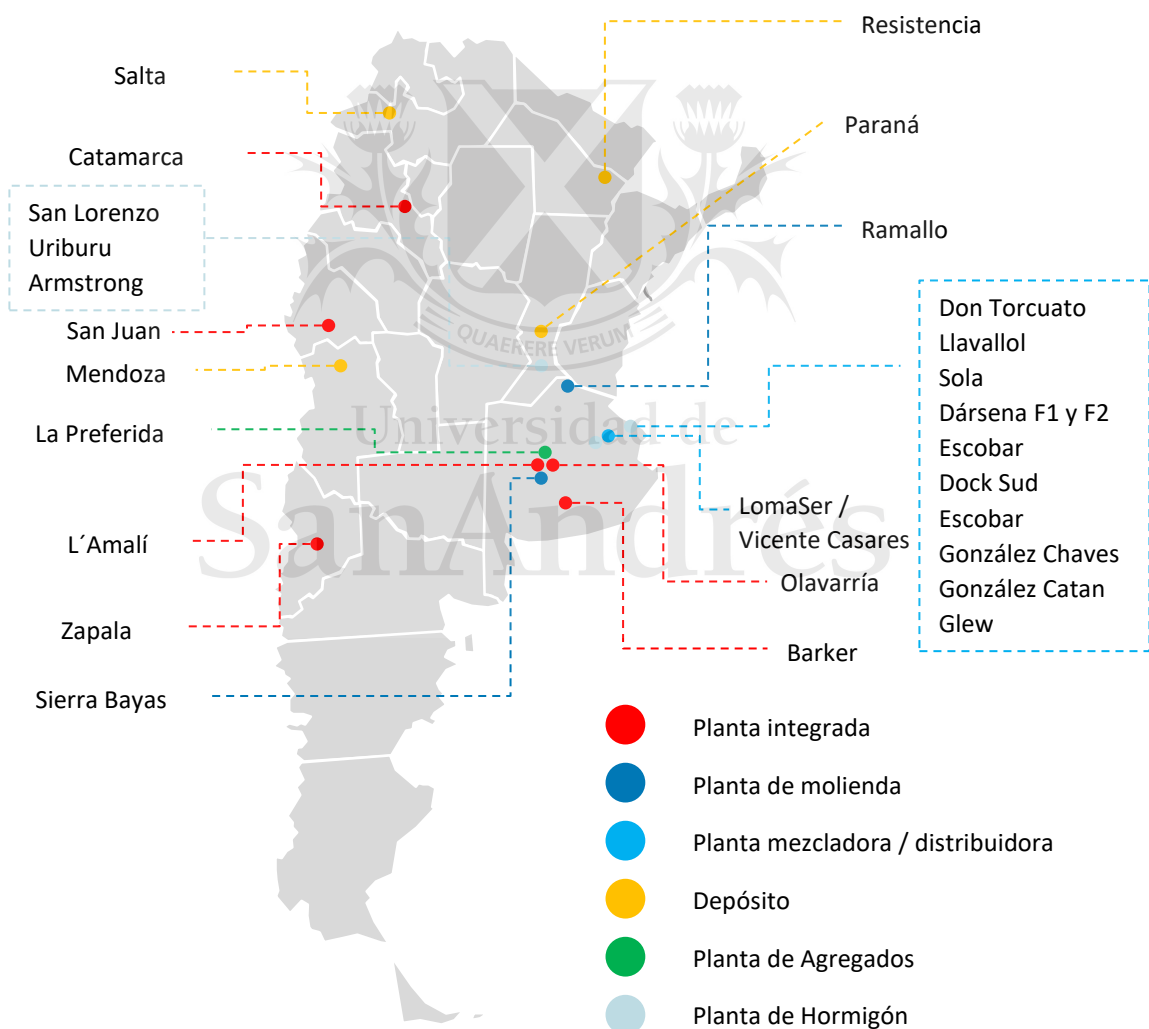 Resistencia
Salta
Paraná
Catamarca
San Lorenzo
Uriburu
Armstrong
Ramallo
Don Torcuato
Llavallol
Sola
Dársena F1 y F2
Escobar
Dock Sud
Escobar
González Chaves
González Catan
Glew
San Juan
Mendoza
QUAERERE VERUM
La Preferida
Universidad de
SanAndrés
LomaSer /
Vicente Casares
L´Amalí
Olavarría
Zapala
Barker
Sierra Bayas
Planta integrada
Planta de molienda
Planta mezcladora / distribuidora
Depósito
Planta de Agregados
Planta de Hormigón